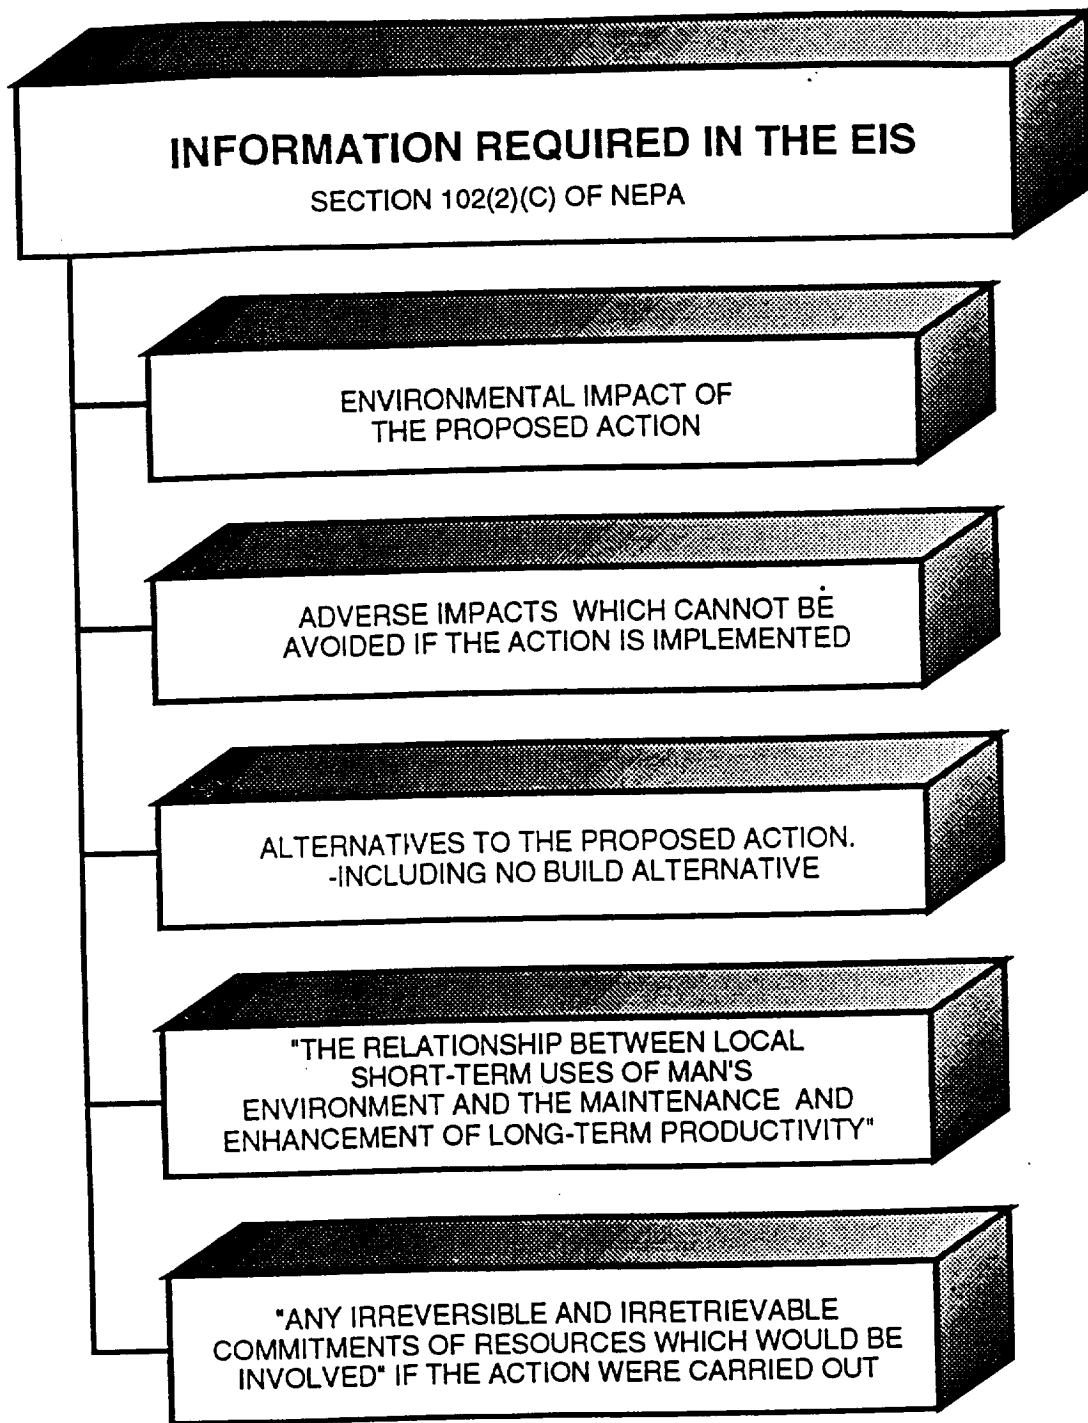 INFORMATION REQUIRED IN THE EIS
SECTION 102(2)(C) OF NEPA
ENVIRONMENTAL IMPACT OF
THE PROPOSED ACTION
ADVERSE IMPACTS WHICH CANNOT BE
AVOIDED IF THE ACTION IS IMPLEMENTED
ALTERNATIVES TO THE PROPOSED ACTION.
-INCLUDING NO BUILD ALTERNATIVE
"THE RELATIONSHIP BETWEEN LOCAL
SHORT-TERM USES OF MAN'S
ENVIRONMENT AND THE MAINTENANCE AND
ENHANCEMENT OF LONG-TERM PRODUCTIVITY"
"ANY IRREVERSIBLE AND IRRETRIEVABLE
COMMITMENTS OF RESOURCES WHICH WOULD BE
INVOLVED" IF THE ACTION WERE CARRIED OUT